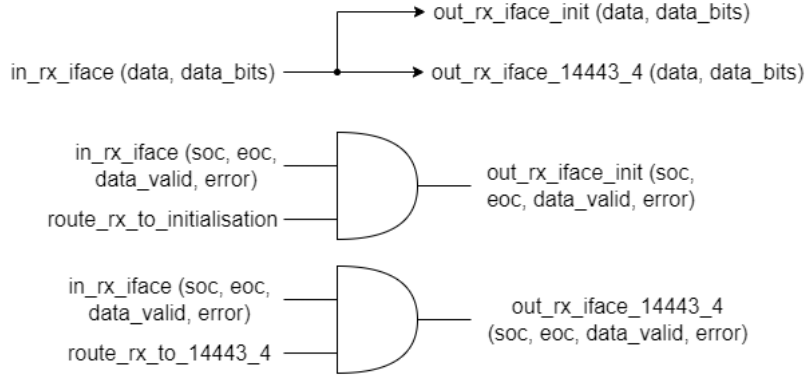 out_rx_iface_init (data, data_bits)
in_rx_iface (data, data_bits)
out_rx_iface_14443_4 (data, data_bits)
in_rx_iface (soc, eoc,
data_valid, error)
route_rx_to_initialisation
out_rx_iface_init (soc,
eoc, data_valid, error)
in_rx_iface (soc, eoc,
data_valid, error)
route_rx_to_14443_4
out_rx_iface_14443_4
(soc, eoc, data_valid, error)